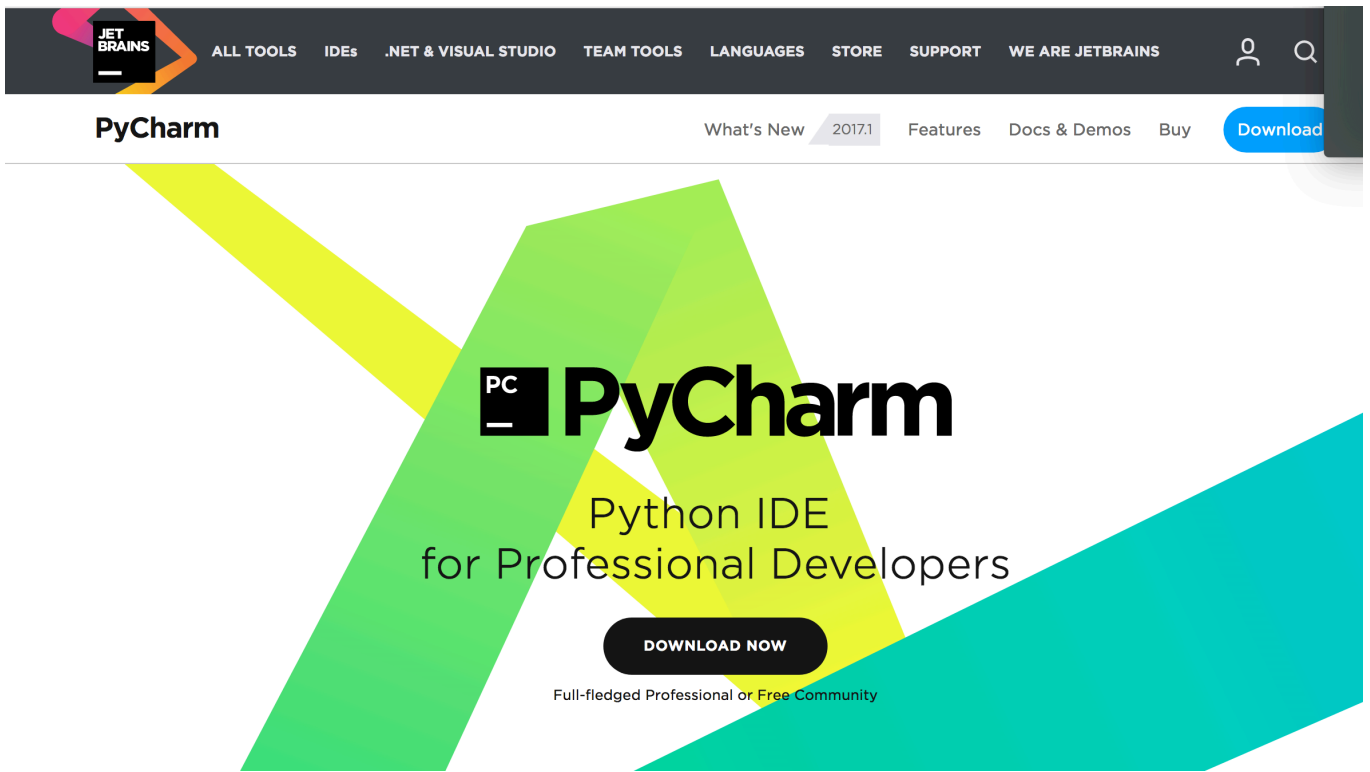 JET
BRAINS
ALL TOOLS IDEs .NET & VISUAL STUDIO TEAM TOOLS LANGUAGES STORE SUPPORT WE ARE JETBRAINS
PyCharm
What's New 2017.1 Features Docs & Demos Buy Download
PC
PyCharm
Python IDE
for Professional Developers
DOWNLOAD NOW
Full-fledged Professional or Free Community